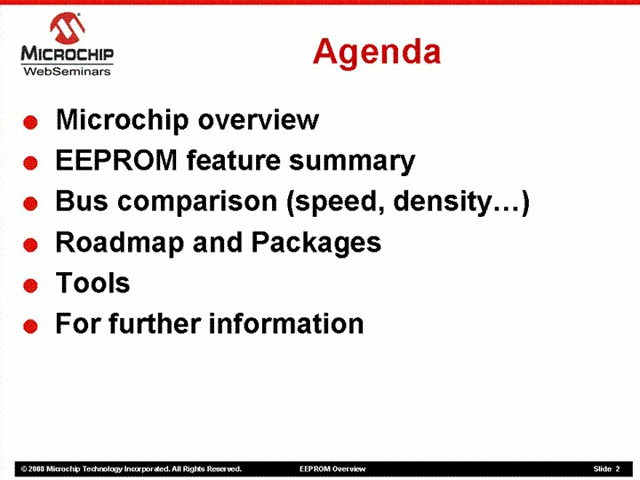 MICROCHIP
WebSeminars
Agenda
Microchip overview
EEPROM feature summary
Bus comparison (speed, density...)
Roadmap and Packages
Tools
For further information
© 2008 Microchip Technology Incorporated. All Rights Reserved. EEPROM Overview Slide 2